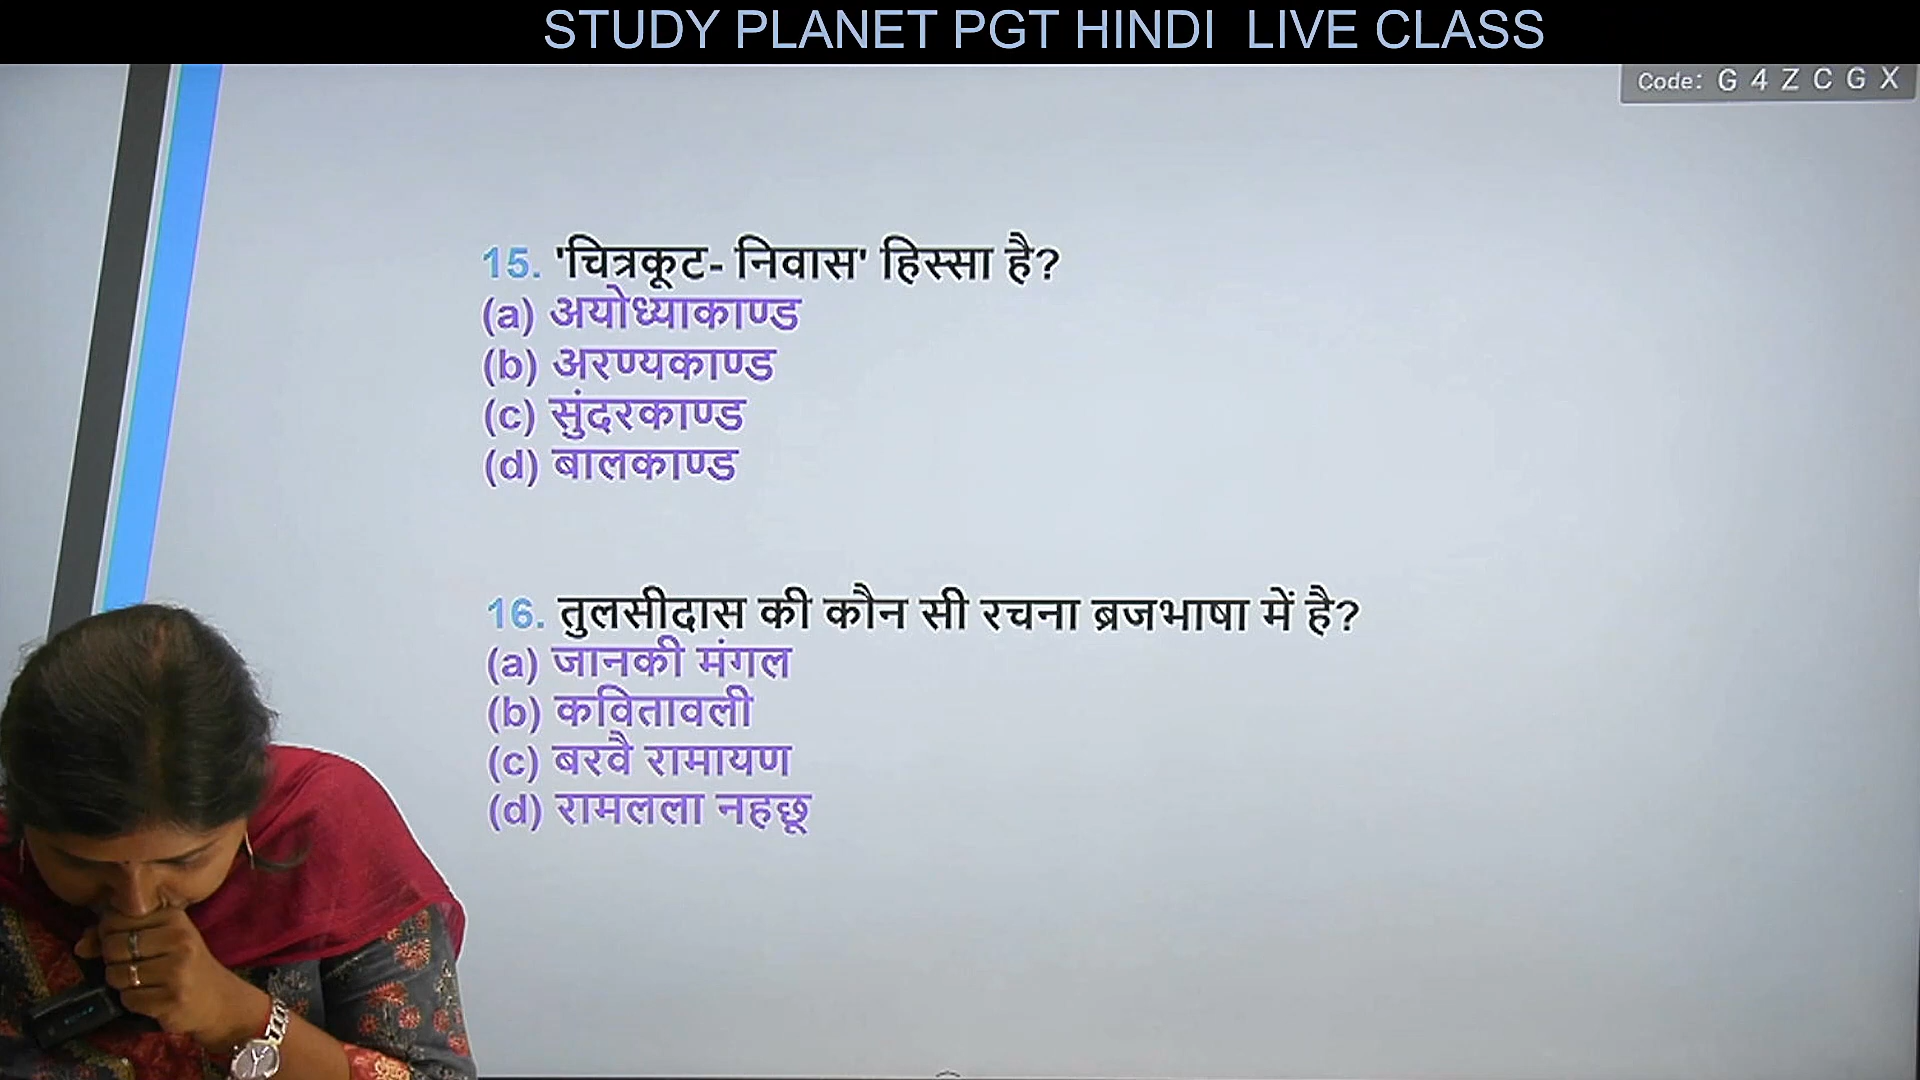 STUDY PLANET PGT HINDI LIVE CLASS
Code: G 4 Z C G X
15. 'चित्रकूट- निवास' हिस्सा है?
(a) अयोध्याकाण्ड
(b) अरण्यकाण्ड
(c) सुंदरकाण्ड
(d) बालकाण्ड
16. तुलसीदास की कौन सी रचना ब्रजभाषा में है?
(a) जानकी मंगल
(b) कवितावली
(c) बरवै रामायण
(d) रामलला नहछू